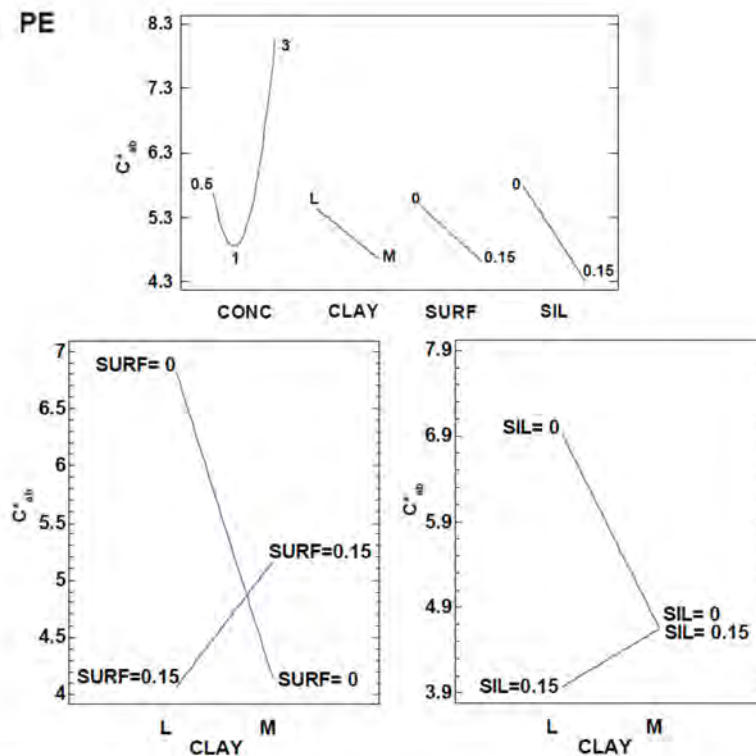 PE
8.3
7.3
6.3
5.3
4.3
C*ab
0.5
1
3
L
M
0
0.15
0
0.15
CONC CLAY SURF SIL
7
6.5
6
5.5
5
4.5
4
C*ab
SURF= 0
SURF=0.15
SURF=0.15
SURF= 0
L M
CLAY
7.9
6.9
5.9
4.9
3.9
C*ab
SIL= 0
SIL= 0
SIL= 0.15
SIL=0.15
L M
CLAY